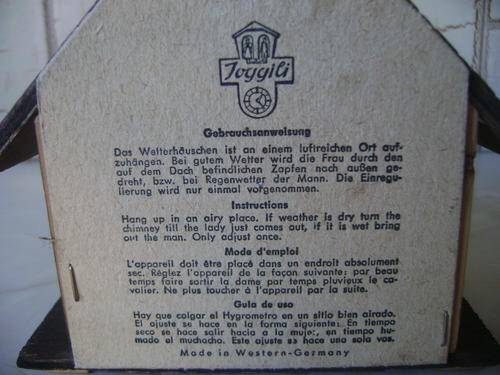 Joggili
Gebrauchsanweisung
Das Wetterhäuschen ist an einem luftreichen Ort auf-
zuhängen. Bei gutem Wetter wird die Frau durch den
auf dem Dach befindlichen Zapfen nach außen ge-
dreht, bzw. bei Regenwetter der Mann. Die Einregu-
lierung wird nur einmal vorgenommen.
Instructions
Hang up in an airy place. If weather is dry turn the
chimney till the lady just comes out, if it is wet bring
out the man. Only adjust once.
Mode d'emploi
L'appareil doit être placé dans un endroit absolument
sec. Réglez l'appareil de la façon suivante: par beau
temps faire sortir la dame par temps pluvieux le ca-
valier. Ne plus toucher à l'appareil par la suite.
Guia de uso
Hay que colgar el Hygrometro en un sitio bien airado.
El ajuste se hace en la forma siguiente: En tiempo
seco se hace salir hacia a la mujer, en tiempo hu-
medo el muchacho. Este ajuste se hace una sola vos.
Made in Western-Germany